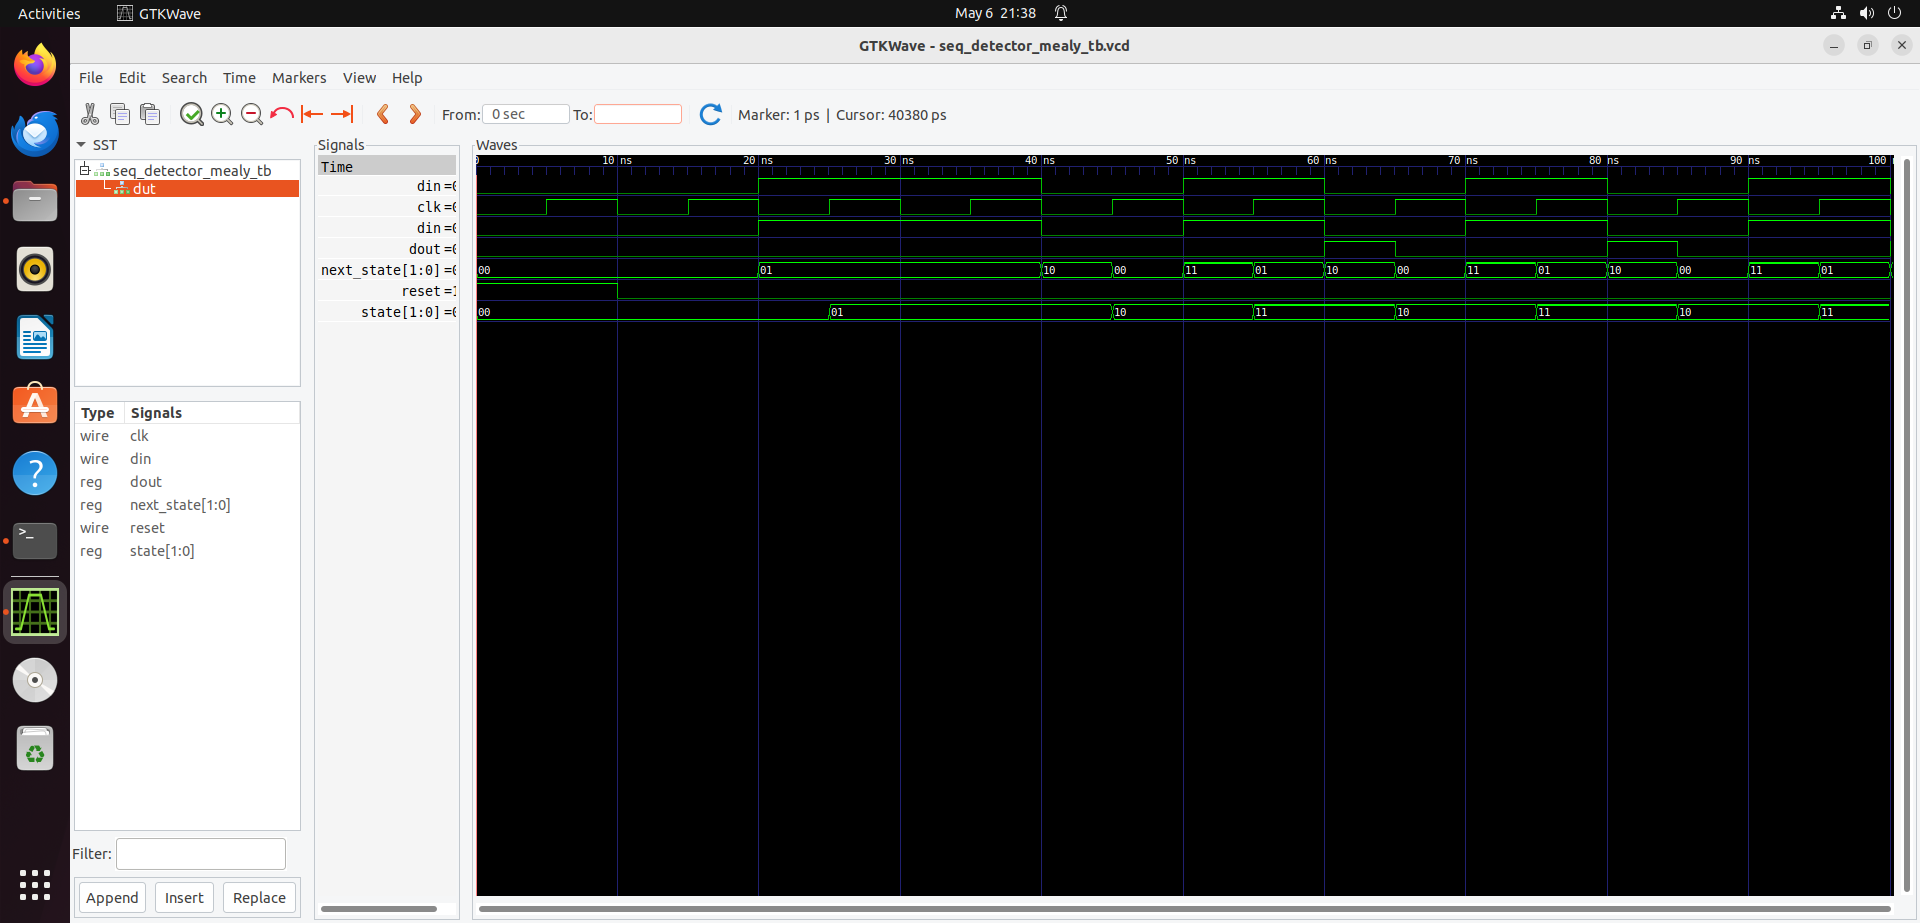 Activities GTKWave May 6 21:38
GTKWave - seq_detector_mealy_tb.vcd
File Edit Search Time Markers View Help
From: 0 sec To: Marker: 1 ps | Cursor: 40380 ps
SST
seq_detector_mealy_tb
dut
Type Signals
wire clk
wire din
reg dout
reg next_state[1:0]
wire reset
reg state[1:0]
Filter:
Append Insert Replace
Signals
Time
din =0
clk =0
din =0
dout =0
next_state[1:0] =0
reset =1
state[1:0] =0
Waves
0 10 ns 20 ns 30 ns 40 ns 50 ns 60 ns 70 ns 80 ns 90 ns 100
00 01 10 00 11 01 10 00 11 01 10 00 11 01
00 01 10 11 10 11 10 11